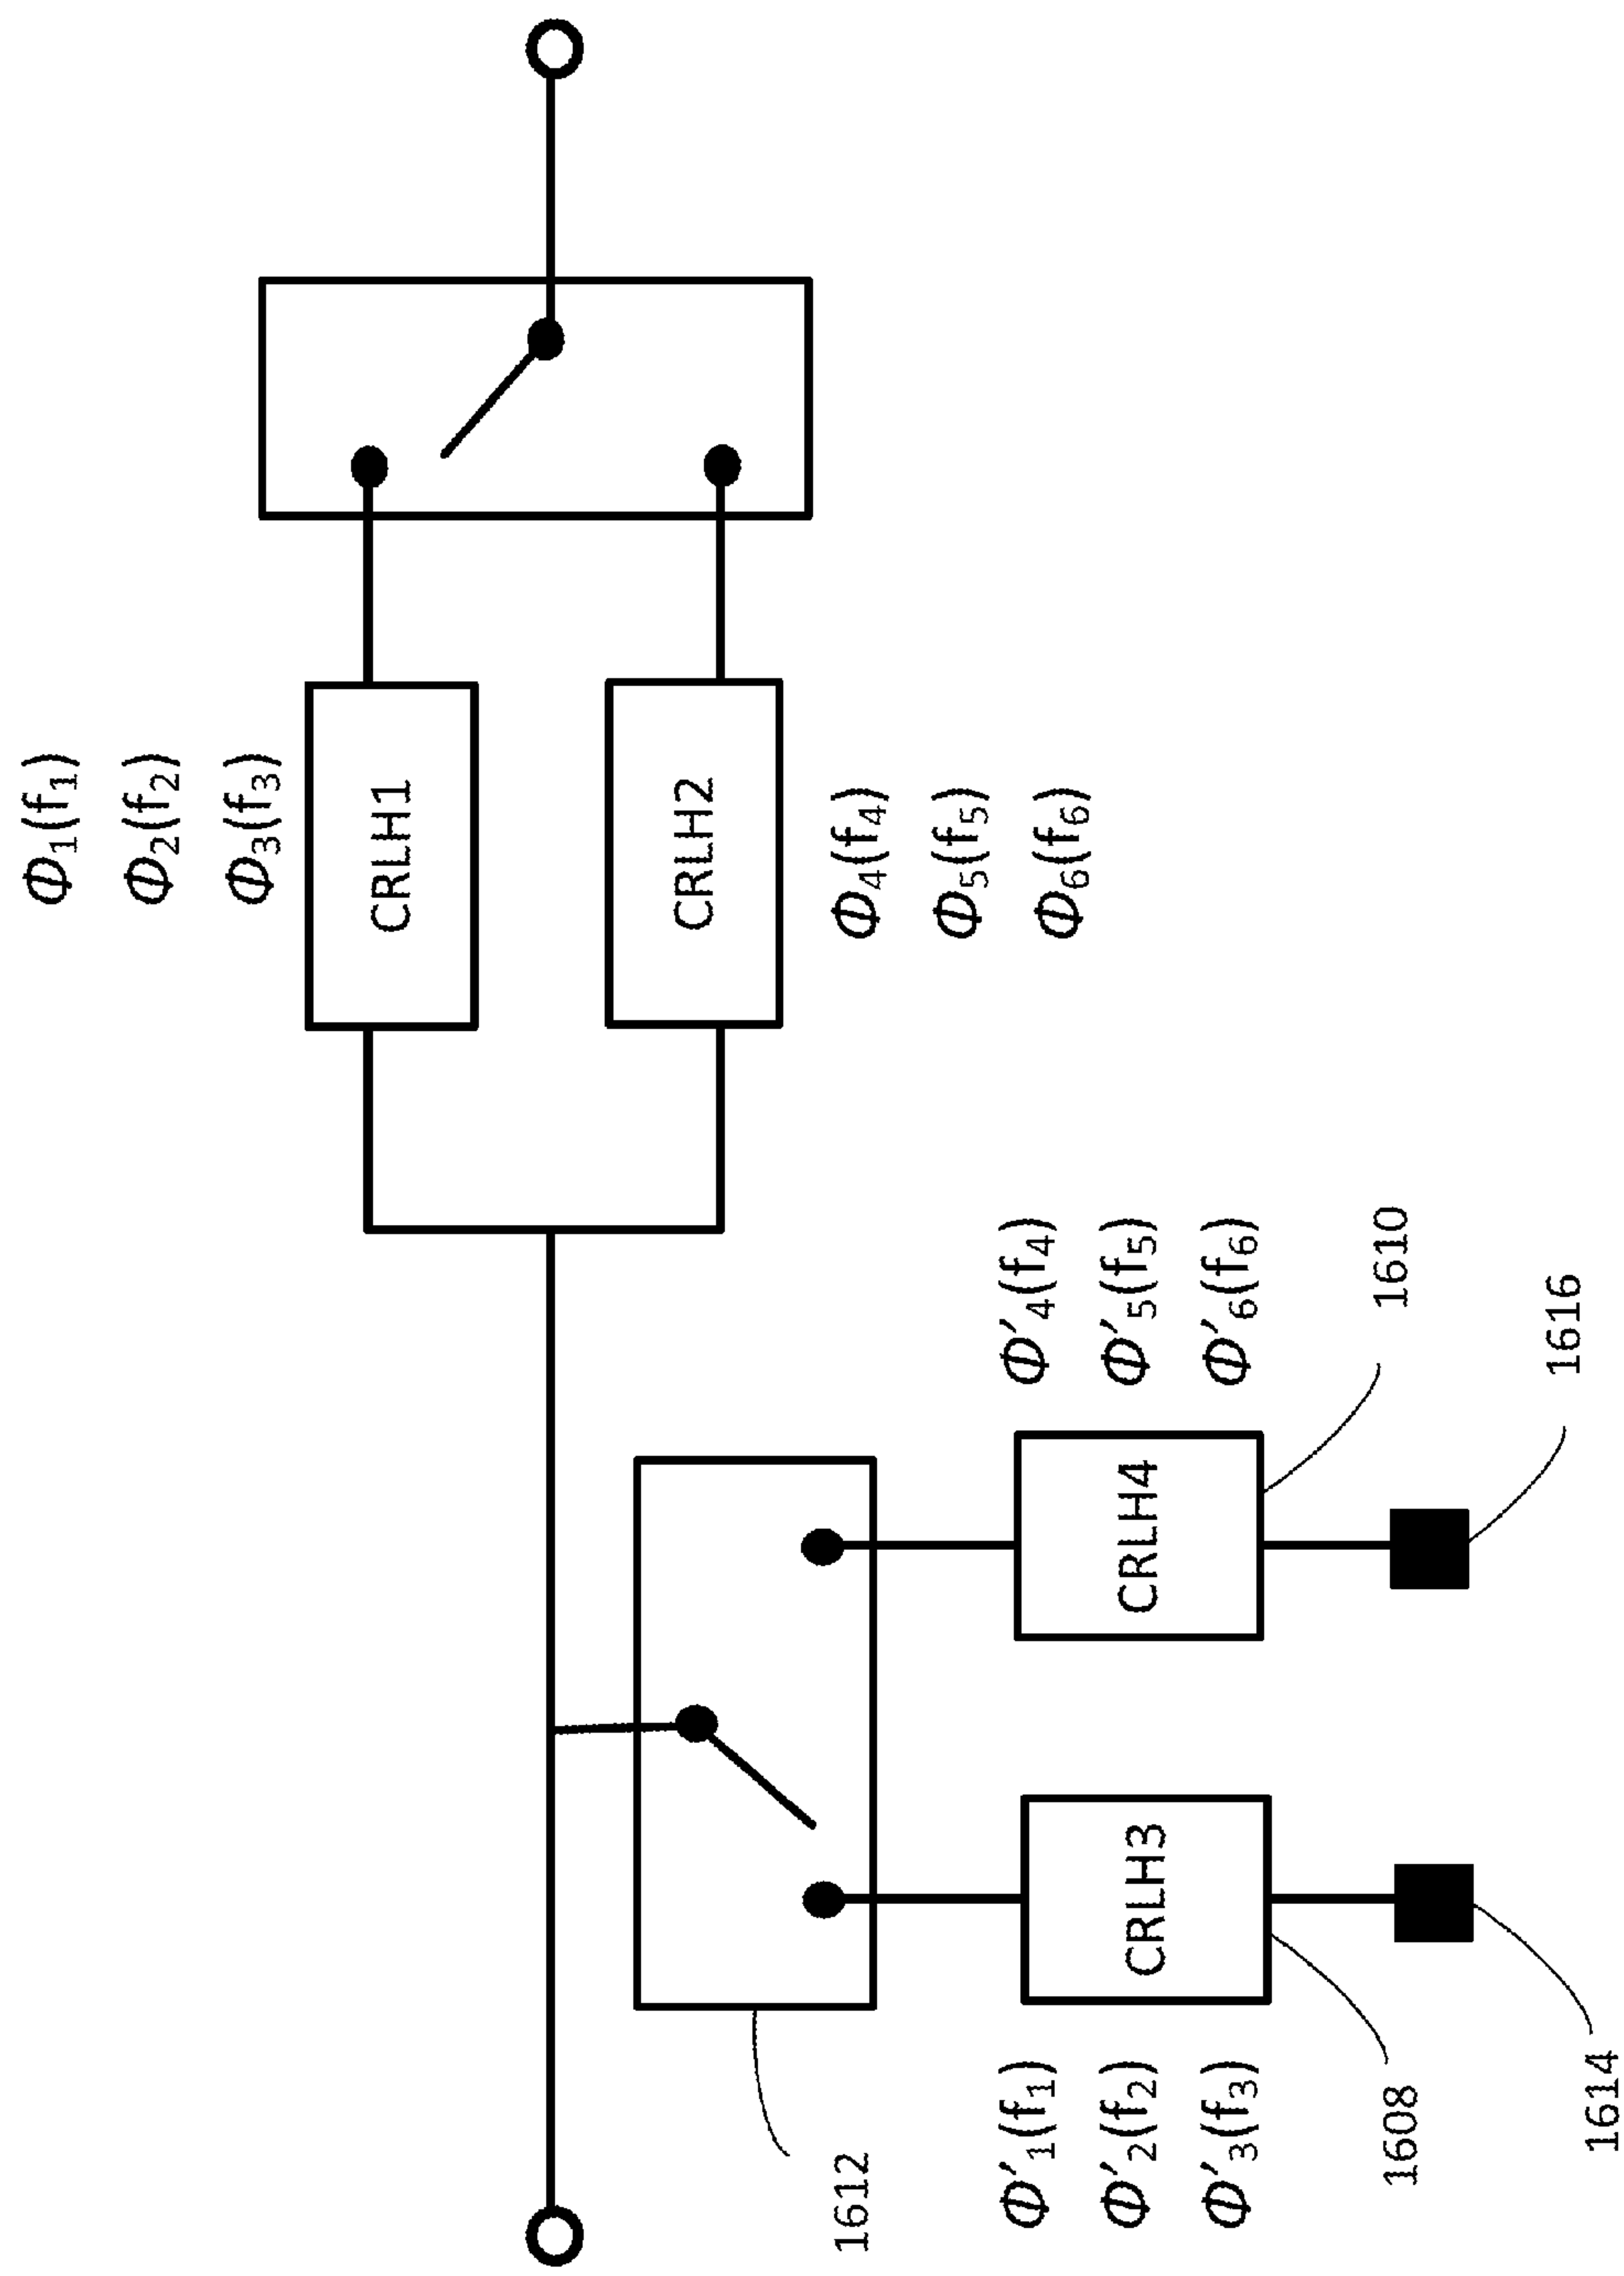 Φ₁(f₁)
Φ₂(f₂)
Φ₃(f₃)
CRLH1
CRLH2
Φ₄(f₄)
Φ₅(f₅)
Φ₆(f₆)
1612
Φ′₁(f₁)
Φ′₂(f₂)
Φ′₃(f₃)
CRLH3
1608
1614
CRLH4
Φ′₄(f₄)
Φ′₅(f₅)
Φ′₆(f₆)
1610
1616